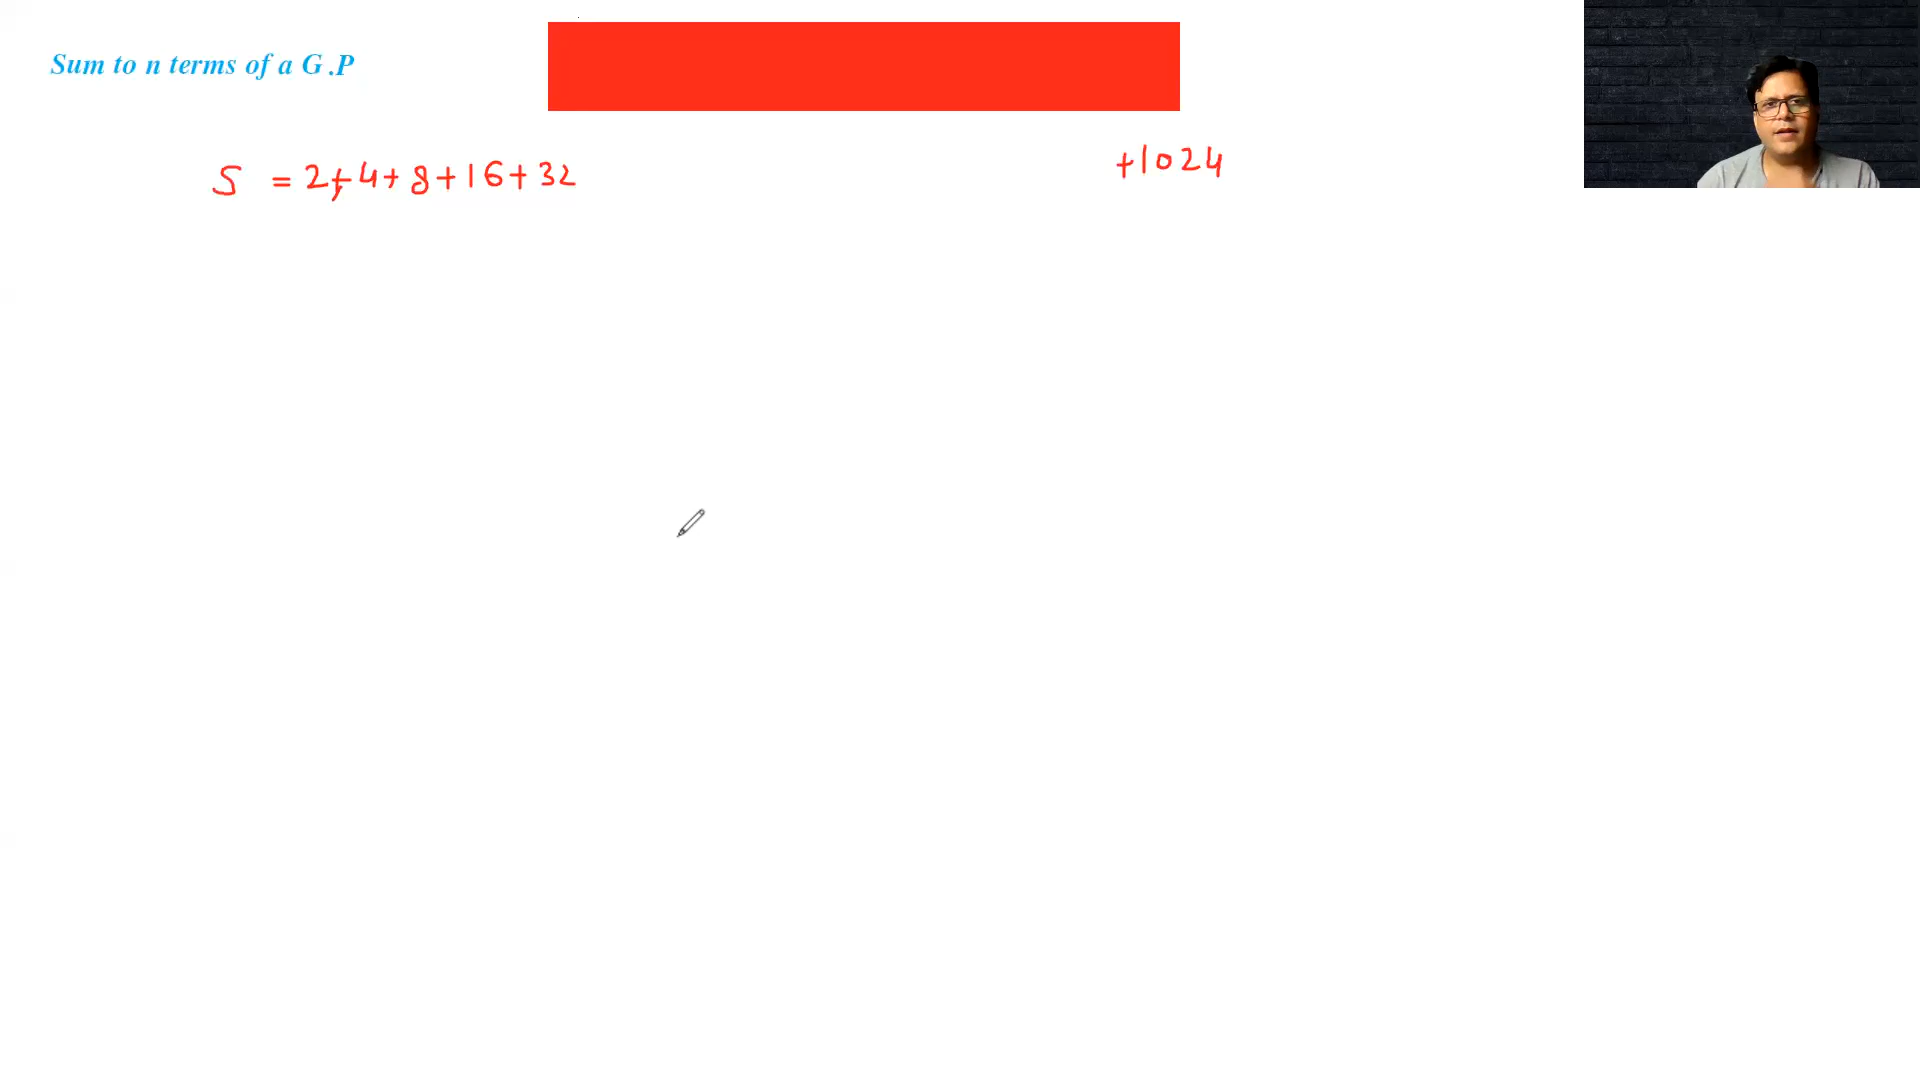 Sum to n terms of a G .P
S = 2+4+8+16+32 +1024